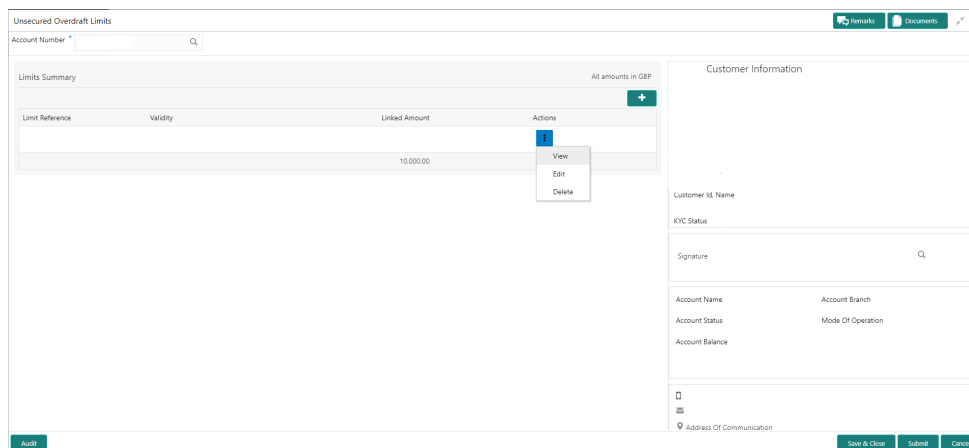 Unsecured Overdraft Limits
Remarks
Documents
Account Number *
Limits Summary
All amounts in GBP
+
Limit Reference Validity Linked Amount Actions
10,000.00
View
Edit
Delete
Customer Information
Customer Id, Name
KYC Status
Signature
Account Name Account Branch
Account Status Mode Of Operation
Account Balance
Address Of Communication
Audit
Save & Close Submit Cance